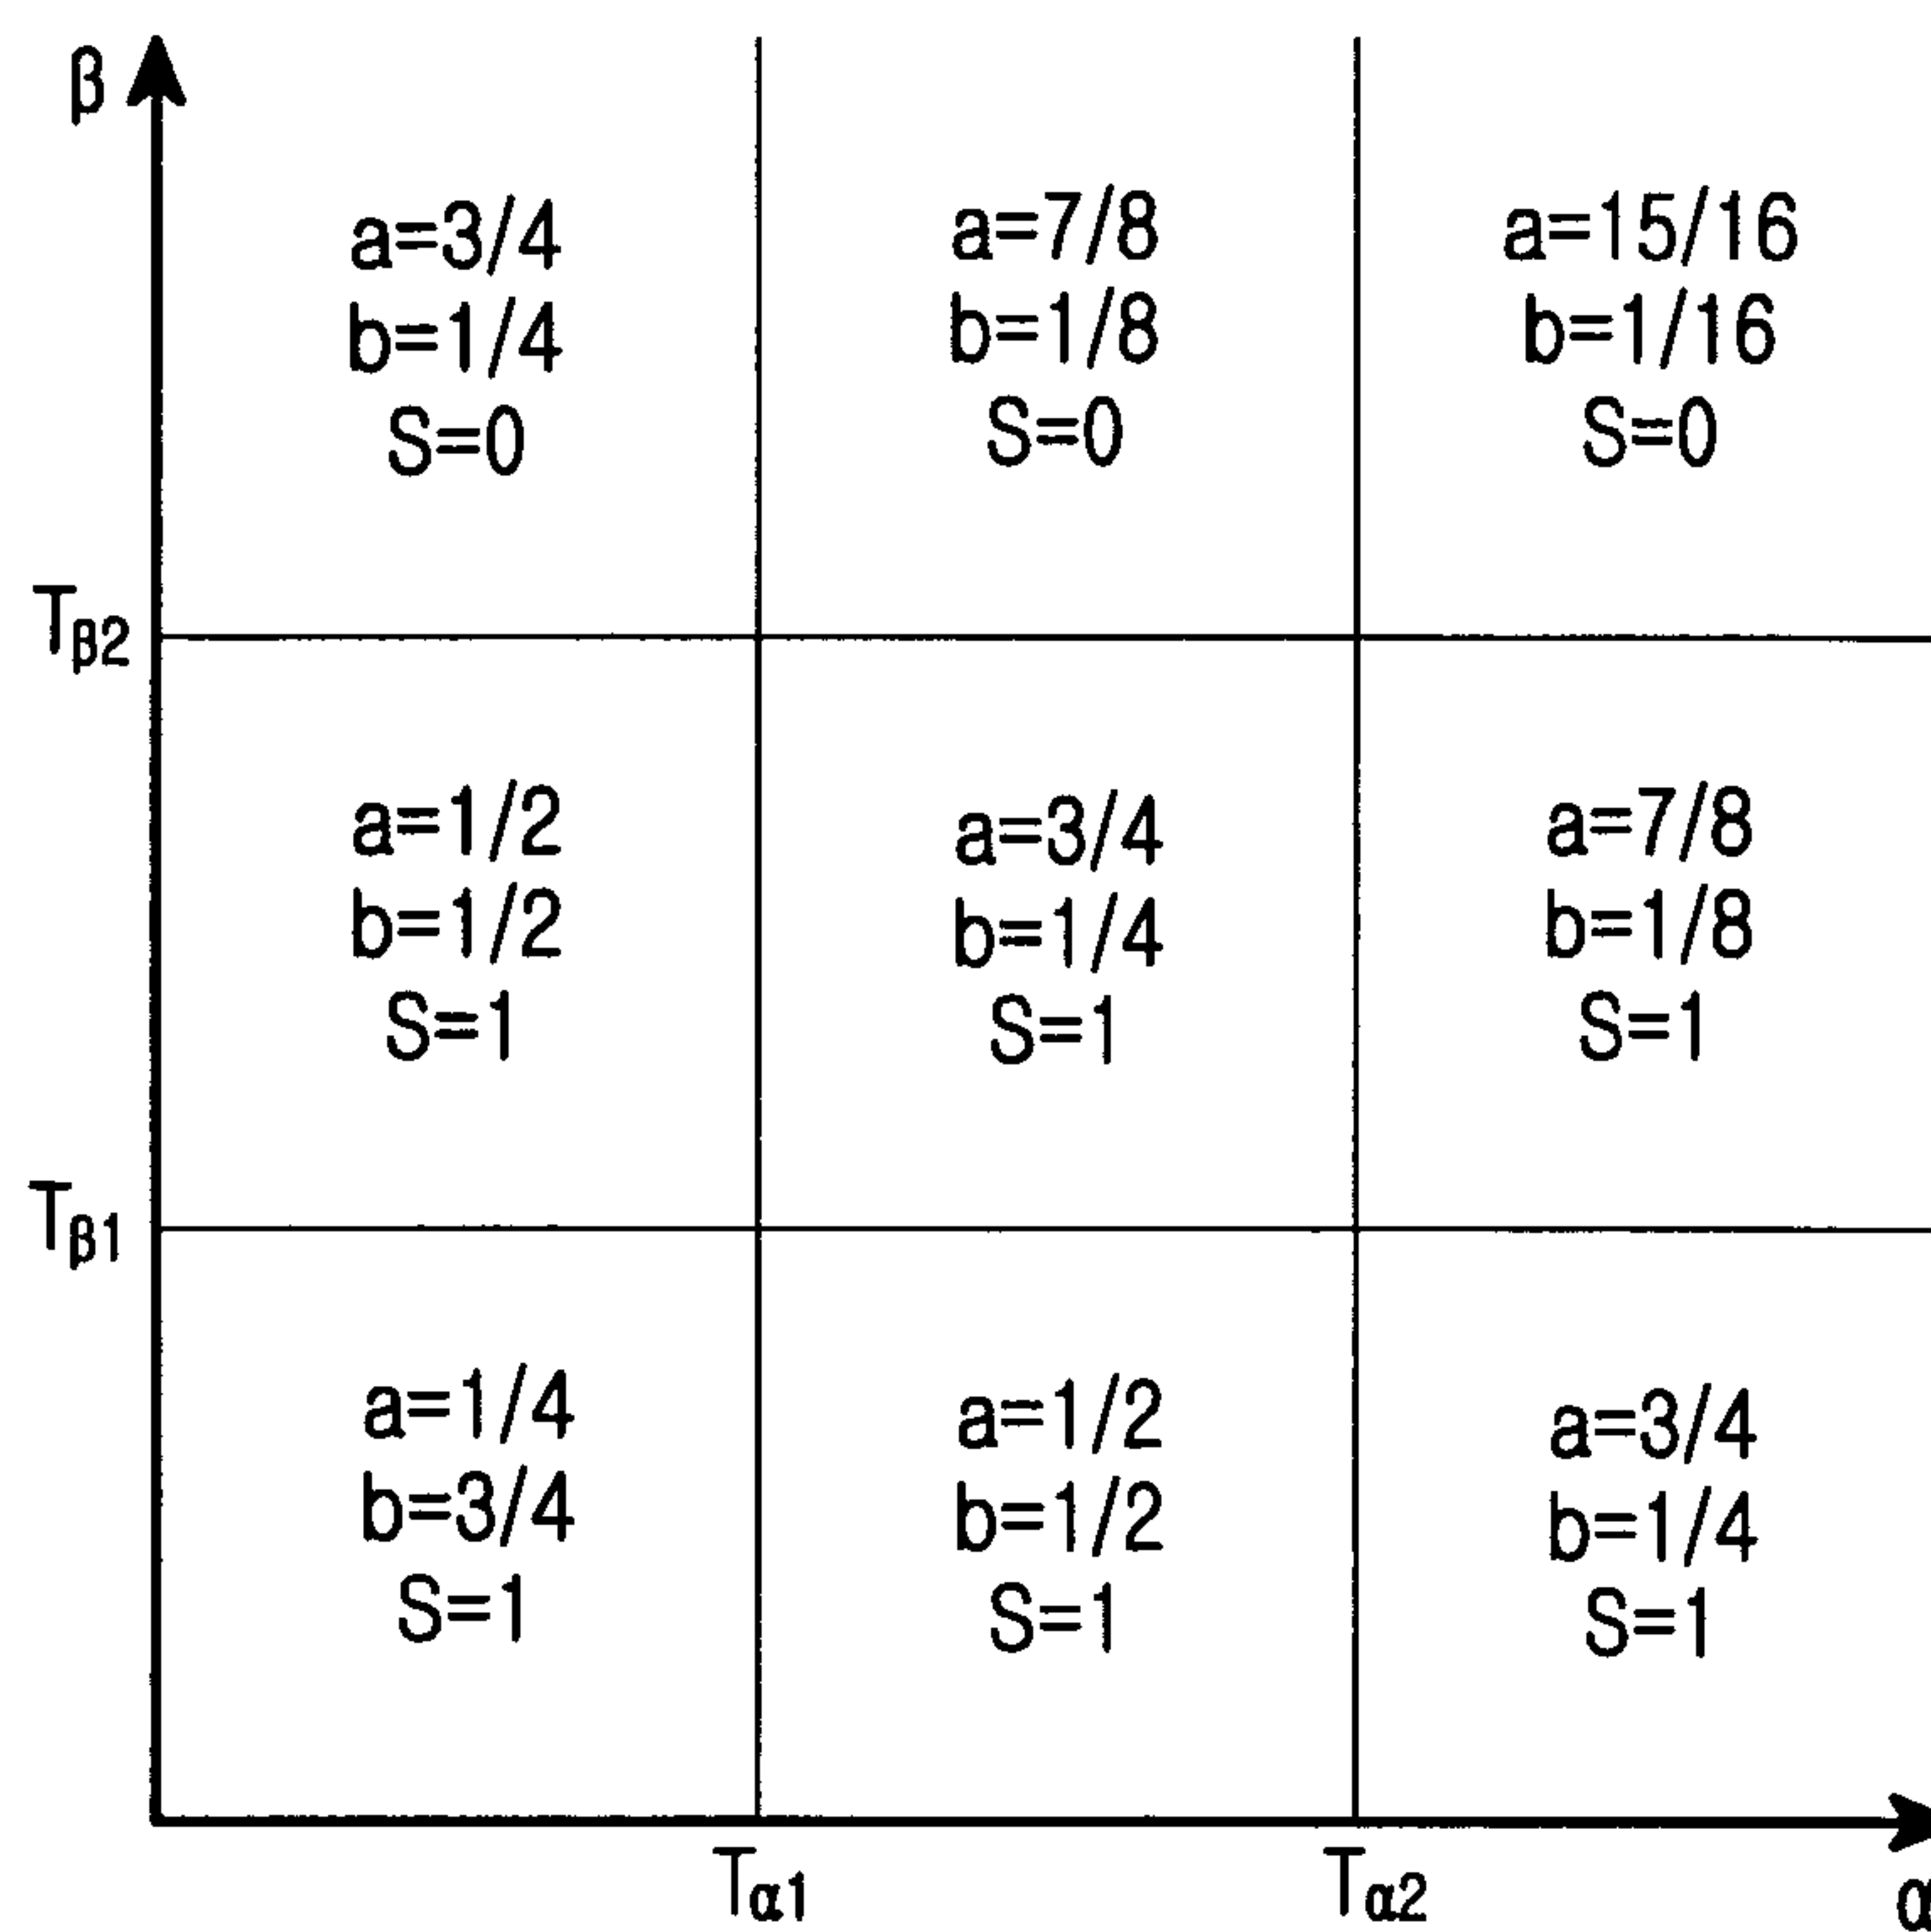 β
a=3/4
b=1/4
S=0
a=7/8
b=1/8
S=0
a=15/16
b=1/16
S=0
Tβ2
a=1/2
b=1/2
S=1
a=3/4
b=1/4
S=1
a=7/8
b=1/8
S=1
Tβ1
a=1/4
b=3/4
S=1
a=1/2
b=1/2
S=1
a=3/4
b=1/4
S=1
Tα1
Tα2
α